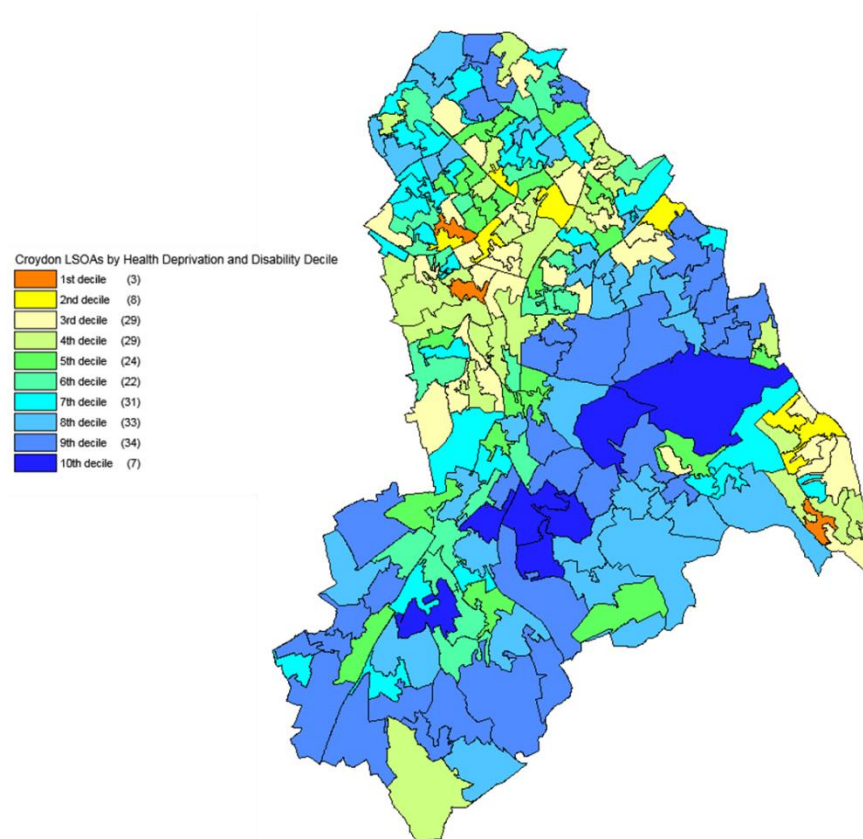 Croydon LSOAs by Health Deprivation and Disability Decile
1st decile (3)
2nd decile (8)
3rd decile (29)
4th decile (29)
5th decile (24)
6th decile (22)
7th decile (31)
8th decile (33)
9th decile (34)
10th decile (7)